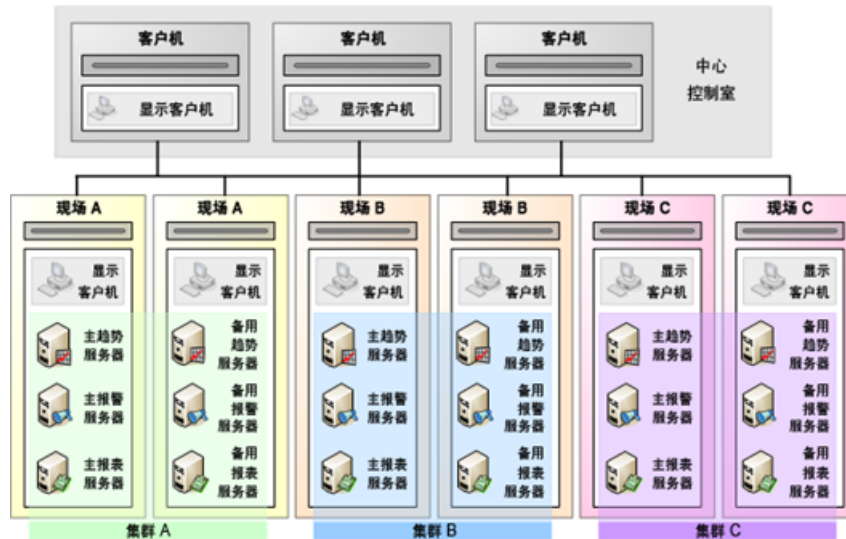 客户机
客户机
客户机
显示客户机
显示客户机
显示客户机
中心
控制室
现场 A
显示
客户机
主趋势
服务器
主报警
服务器
主报表
服务器
现场 A
显示
客户机
备用
趋势
服务器
备用
报警
服务器
备用
报表
服务器
现场 B
显示
客户机
主趋势
服务器
主报警
服务器
主报表
服务器
现场 B
显示
客户机
备用
趋势
服务器
备用
报警
服务器
备用
报表
服务器
现场 C
显示
客户机
主趋势
服务器
主报警
服务器
主报表
服务器
现场 C
显示
客户机
备用
趋势
服务器
备用
报警
服务器
备用
报表
服务器
集群 A
集群 B
集群 C